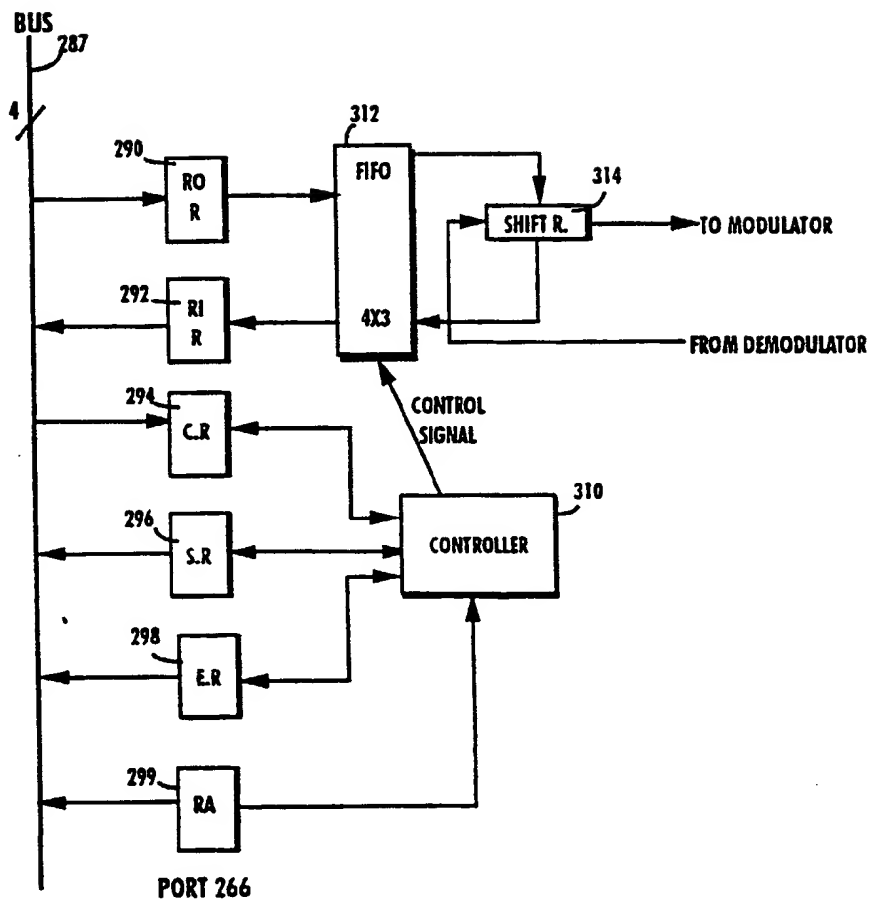 BUS
287
4
312
290
RO
R
FIFO
314
SHIFT R.
TO MODULATOR
292
RI
R
4X3
FROM DEMODULATOR
294
C.R
CONTROL
SIGNAL
310
296
S.R
CONTROLLER
298
E.R
299
RA
PORT 266